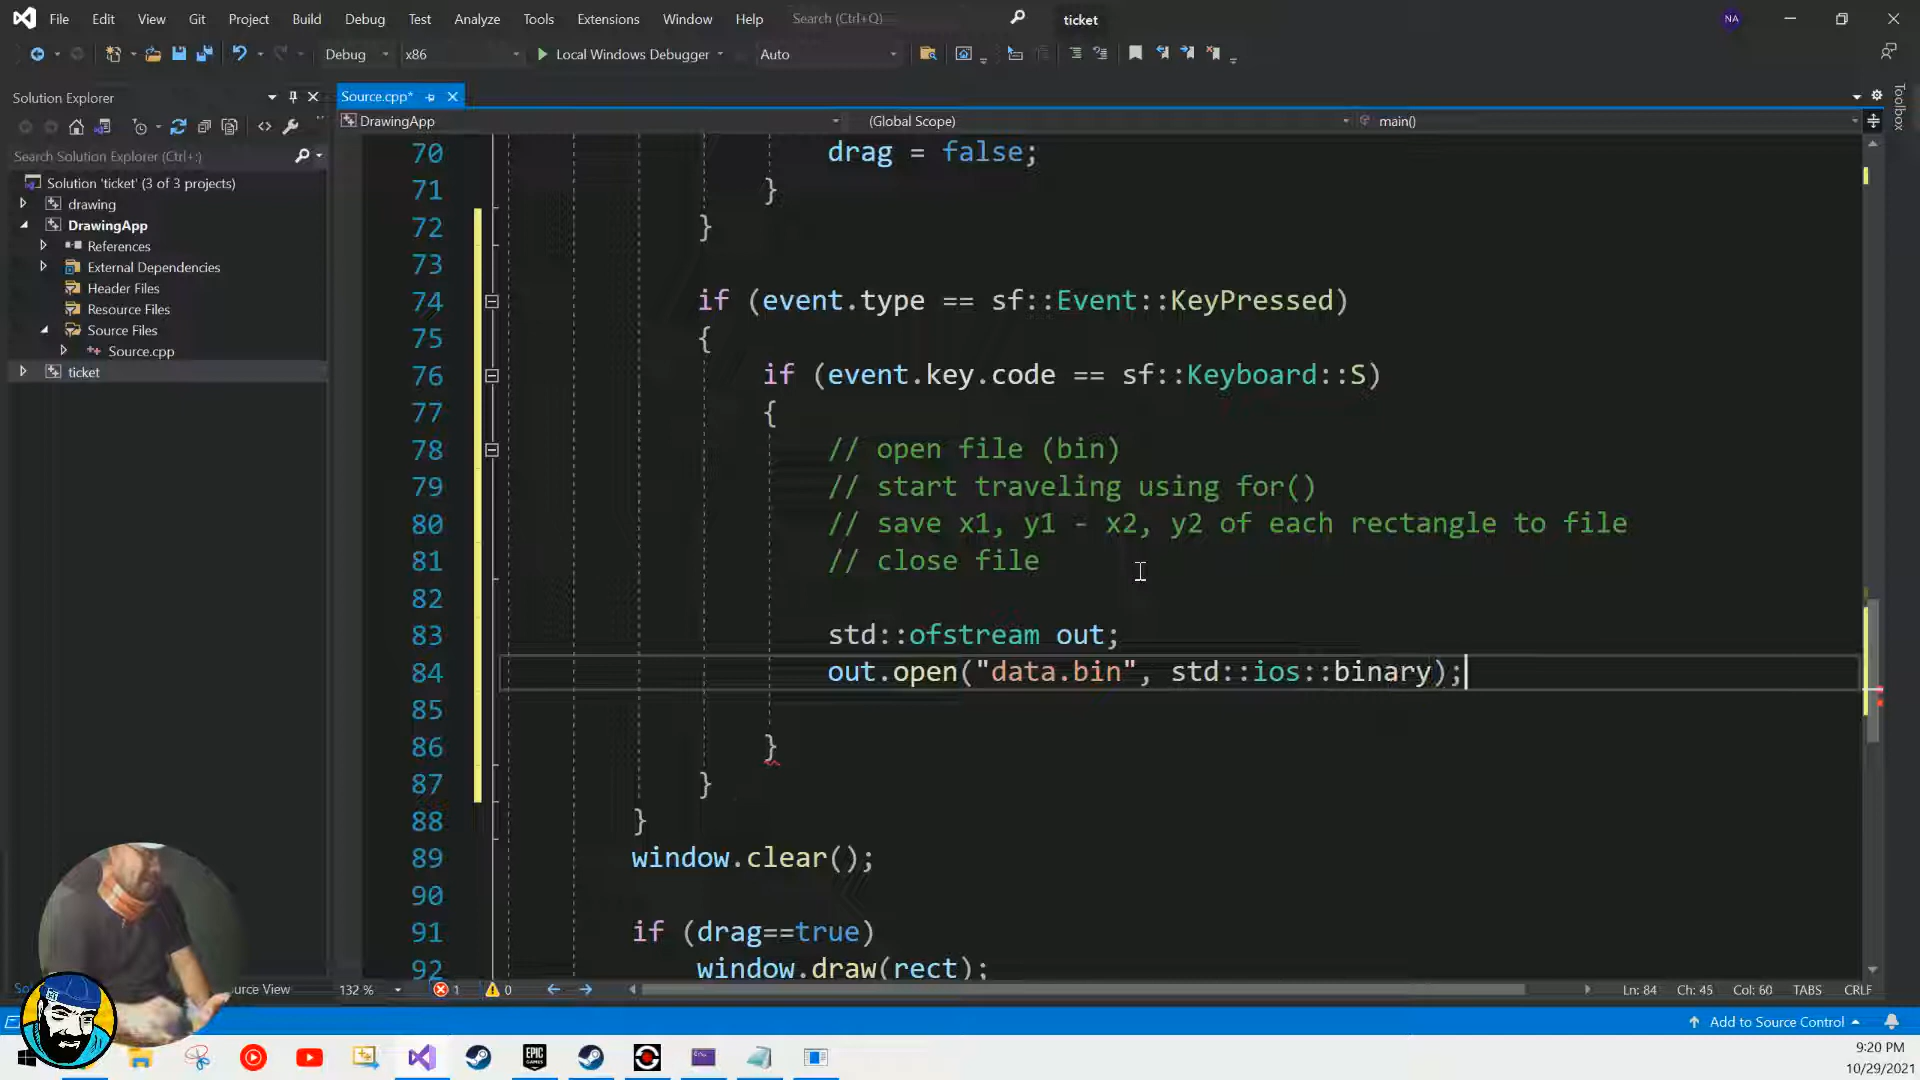 File Edit View Git Project Build Debug Test Analyze Tools Extensions Window Help Search (Ctrl+Q) ticket NA
Debug x86 Local Windows Debugger Auto
Solution Explorer
Search Solution Explorer (Ctrl+;)
Solution 'ticket' (3 of 3 projects)
drawing
DrawingApp
References
External Dependencies
Header Files
Resource Files
Source Files
Source.cpp
ticket
Source.cpp*
DrawingApp (Global Scope) main()
Toolbox
70 drag = false;
71 }
72 }
73
74 if (event.type == sf::Event::KeyPressed)
75 {
76 if (event.key.code == sf::Keyboard::S)
77 {
78 // open file (bin)
79 // start traveling using for()
80 // save x1, y1 - x2, y2 of each rectangle to file
81 // close file
82
83 std::ofstream out;
84 out.open("data.bin", std::ios::binary);
85
86 }
87 }
88 }
89 window.clear();
90
91 if (drag==true)
92 window.draw(rect);
View
132 % 1 0 Ln: 84 Ch: 45 Col: 60 TABS CRLF
Add to Source Control
EPIC GAMES
9:20 PM
10/29/2021